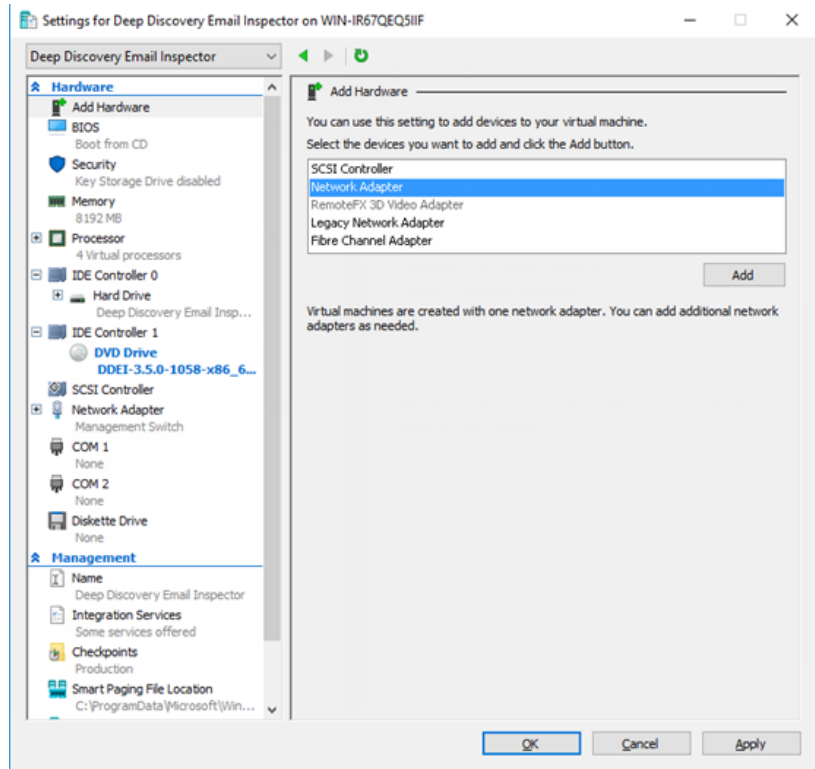 Settings for Deep Discovery Email Inspector on WIN-IR67QEQ5IIF
Deep Discovery Email Inspector
Hardware
Add Hardware
BIOS
Boot from CD
Security
Key Storage Drive disabled
Memory
8192 MB
Processor
4 Virtual processors
IDE Controller 0
Hard Drive
Deep Discovery Email Insp...
IDE Controller 1
DVD Drive
DDEI-3.5.0-1058-x86_6...
SCSI Controller
Network Adapter
Management Switch
COM 1
None
COM 2
None
Diskette Drive
None
Management
Name
Deep Discovery Email Inspector
Integration Services
Some services offered
Checkpoints
Production
Smart Paging File Location
C:\ProgramData\Microsoft\Win...
Add Hardware
You can use this setting to add devices to your virtual machine.
Select the devices you want to add and click the Add button.
SCSI Controller
Network Adapter
RemoteFX 3D Video Adapter
Legacy Network Adapter
Fibre Channel Adapter
Add
Virtual machines are created with one network adapter. You can add additional network
adapters as needed.
OK
Cancel
Apply